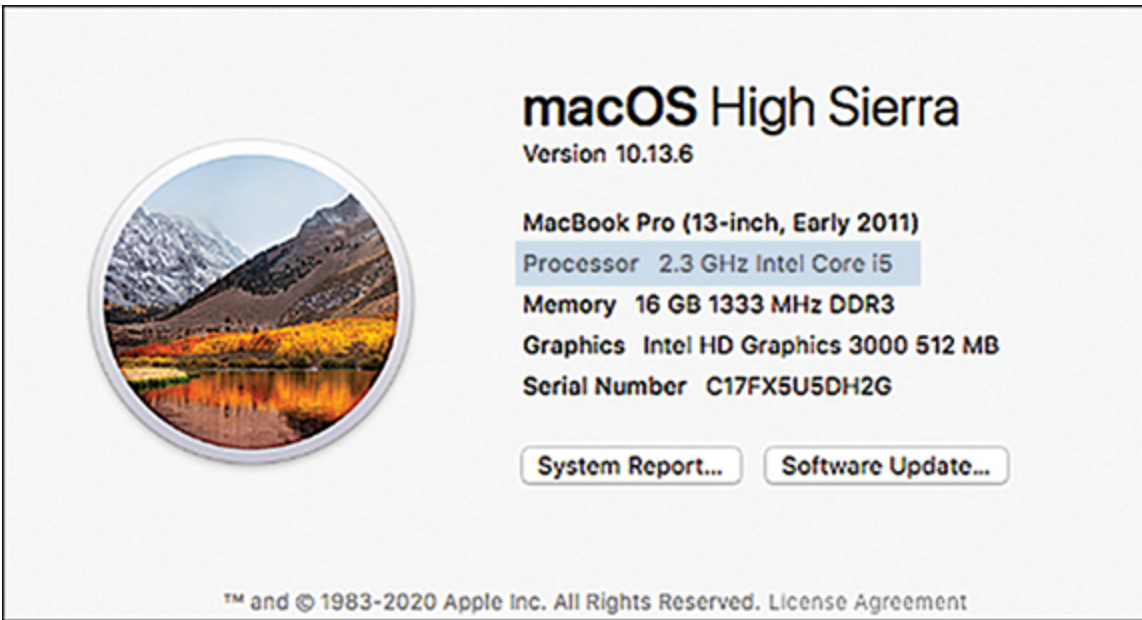 macOS High Sierra
Version 10.13.6
MacBook Pro (13-inch, Early 2011)
Processor 2.3 GHz Intel Core i5
Memory 16 GB 1333 MHz DDR3
Graphics Intel HD Graphics 3000 512 MB
Serial Number C17FX5U5DH2G
System Report... Software Update...
™ and © 1983-2020 Apple Inc. All Rights Reserved. License Agreement